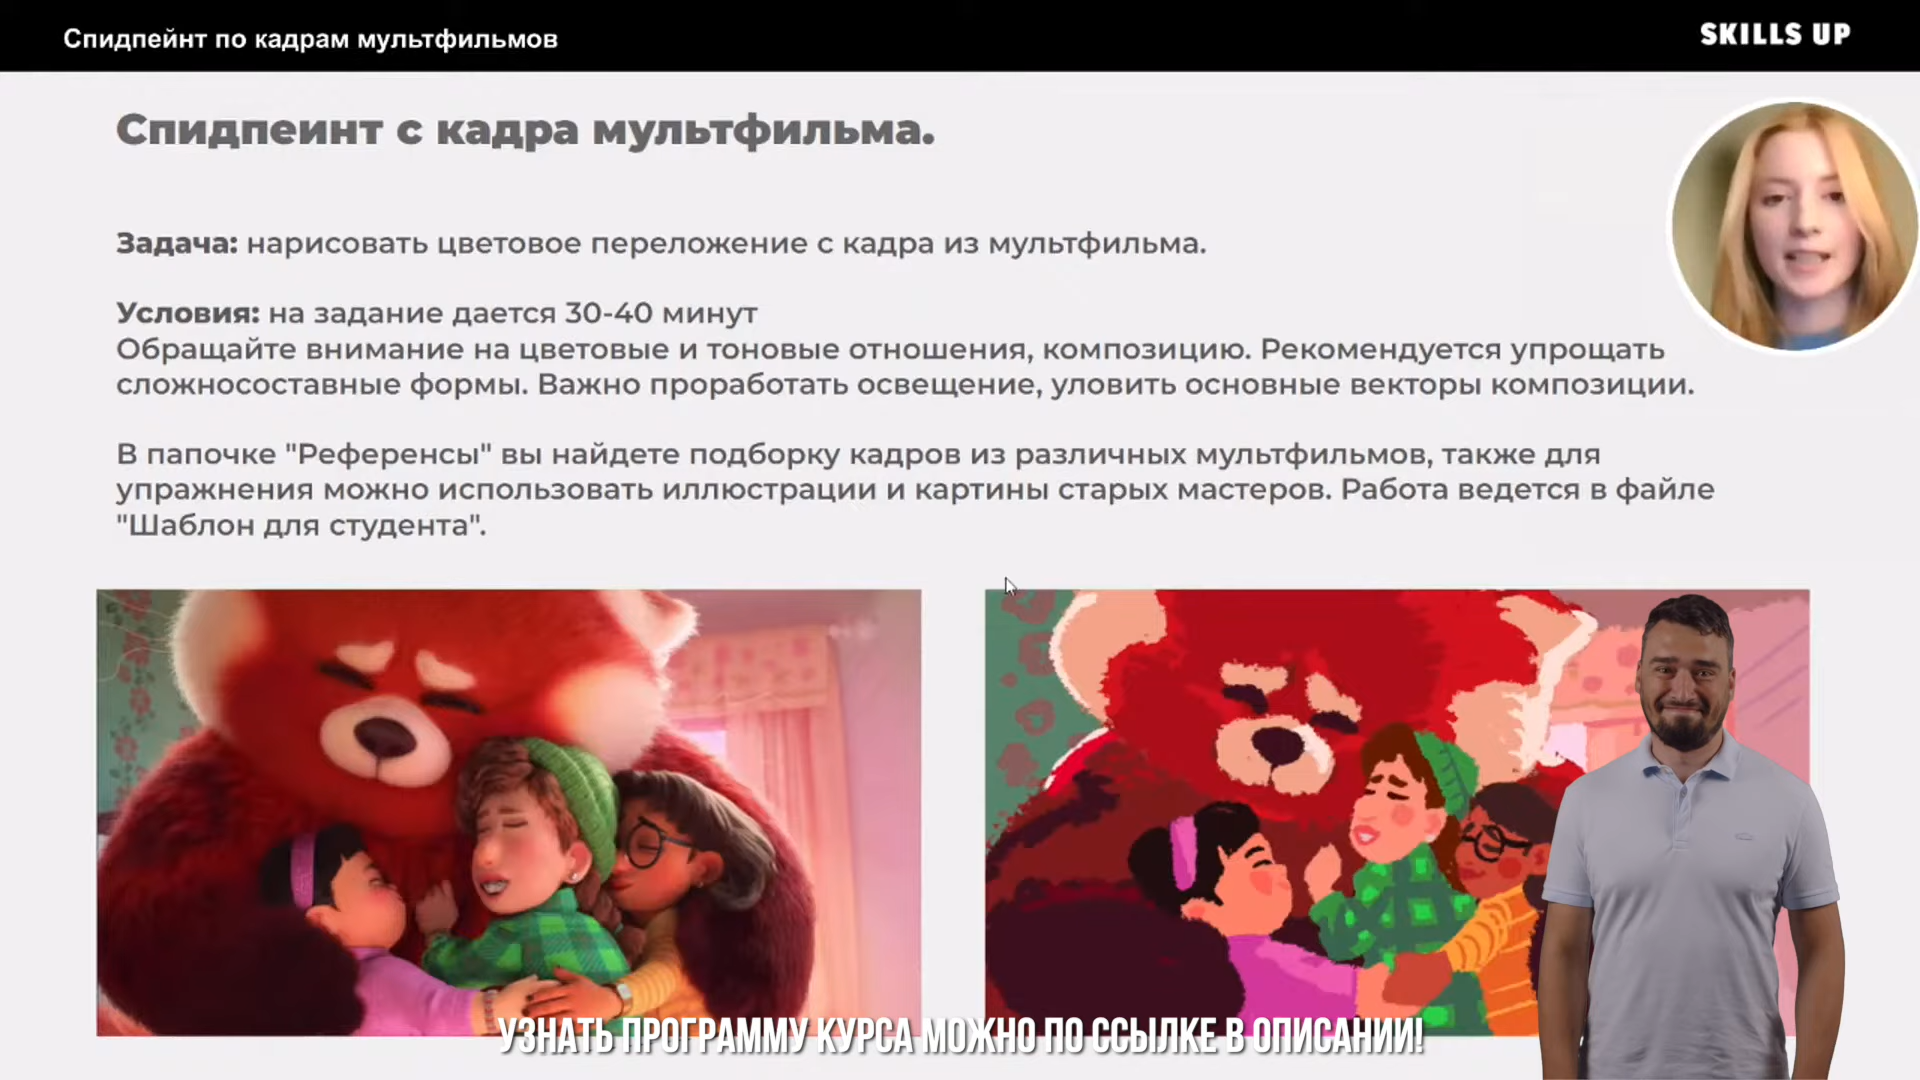 Спидпейнт по кадрам мультфильмов
SKILLS UP
Спидпеинт с кадра мультфильма.
Задача: нарисовать цветовое переложение с кадра из мультфильма.
Условия: на задание дается 30-40 минут
Обращайте внимание на цветовые и тоновые отношения, композицию. Рекомендуется упрощать
сложносоставные формы. Важно проработать освещение, уловить основные векторы композиции.
В папочке "Референсы" вы найдете подборку кадров из различных мультфильмов, также для
упражнения можно использовать иллюстрации и картины старых мастеров. Работа ведется в файле
"Шаблон для студента".
УЗНАТЬ ПРОГРАММУ КУРСА МОЖНО ПО ССЫЛКЕ В ОПИСАНИИ!